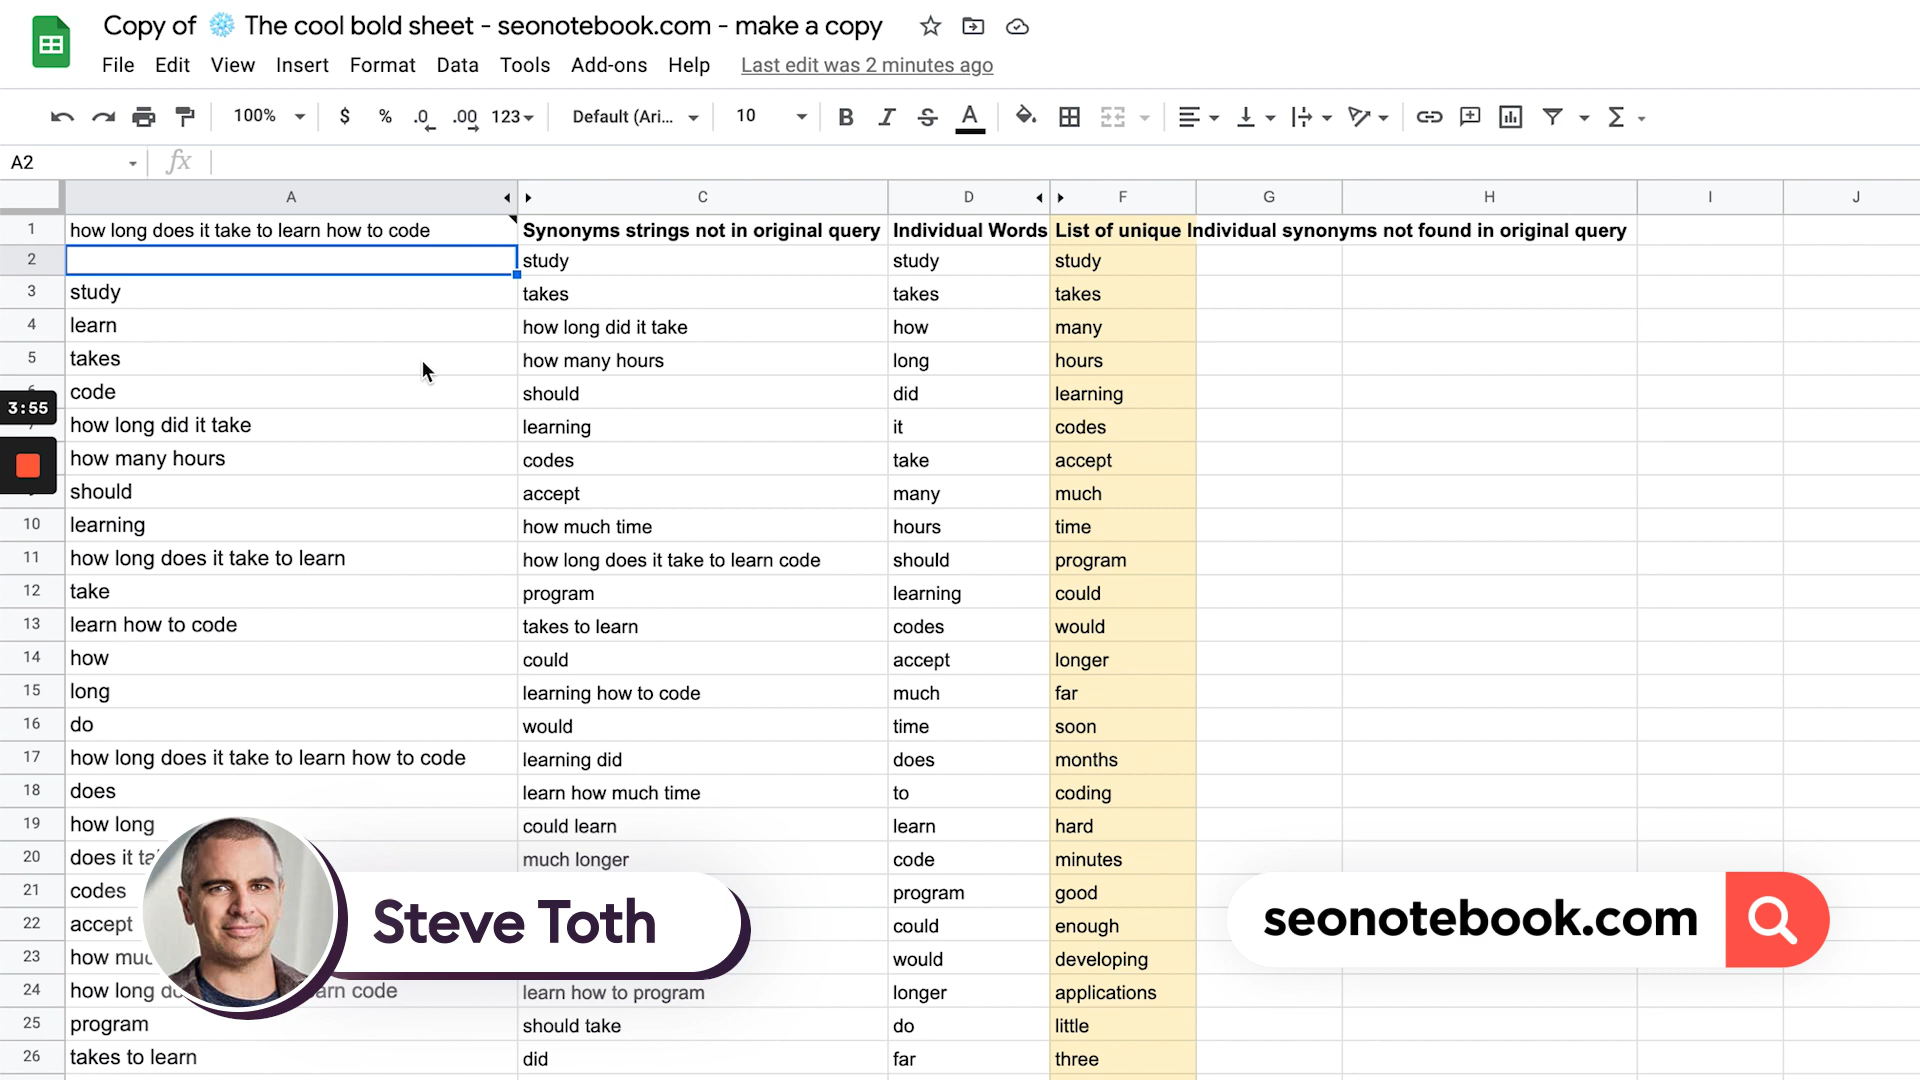 Copy of ❄️ The cool bold sheet - seonotebook.com - make a copy
File Edit View Insert Format Data Tools Add-ons Help Last edit was 2 minutes ago
100% $ % .0 .00 123 Default (Ari... 10 B I S A
A2 fx
A C D F G H I J
1 how long does it take to learn how to code Synonyms strings not in original query Individual Words List of unique Individual synonyms not found in original query
2 study study study
3 study takes takes takes
4 learn how long did it take how many
5 takes how many hours long hours
code should did learning
how long did it take learning it codes
how many hours codes take accept
should accept many much
10 learning how much time hours time
11 how long does it take to learn how long does it take to learn code should program
12 take program learning could
13 learn how to code takes to learn codes would
14 how could accept longer
15 long learning how to code much far
16 do would time soon
17 how long does it take to learn how to code learning did does months
18 does learn how much time to coding
19 how long could learn learn hard
20 does it ta much longer code minutes
21 codes program good
22 accept could enough
23 how muc would developing
24 how long do arn code learn how to program longer applications
25 program should take do little
26 takes to learn did far three
3:55
Steve Toth
seonotebook.com